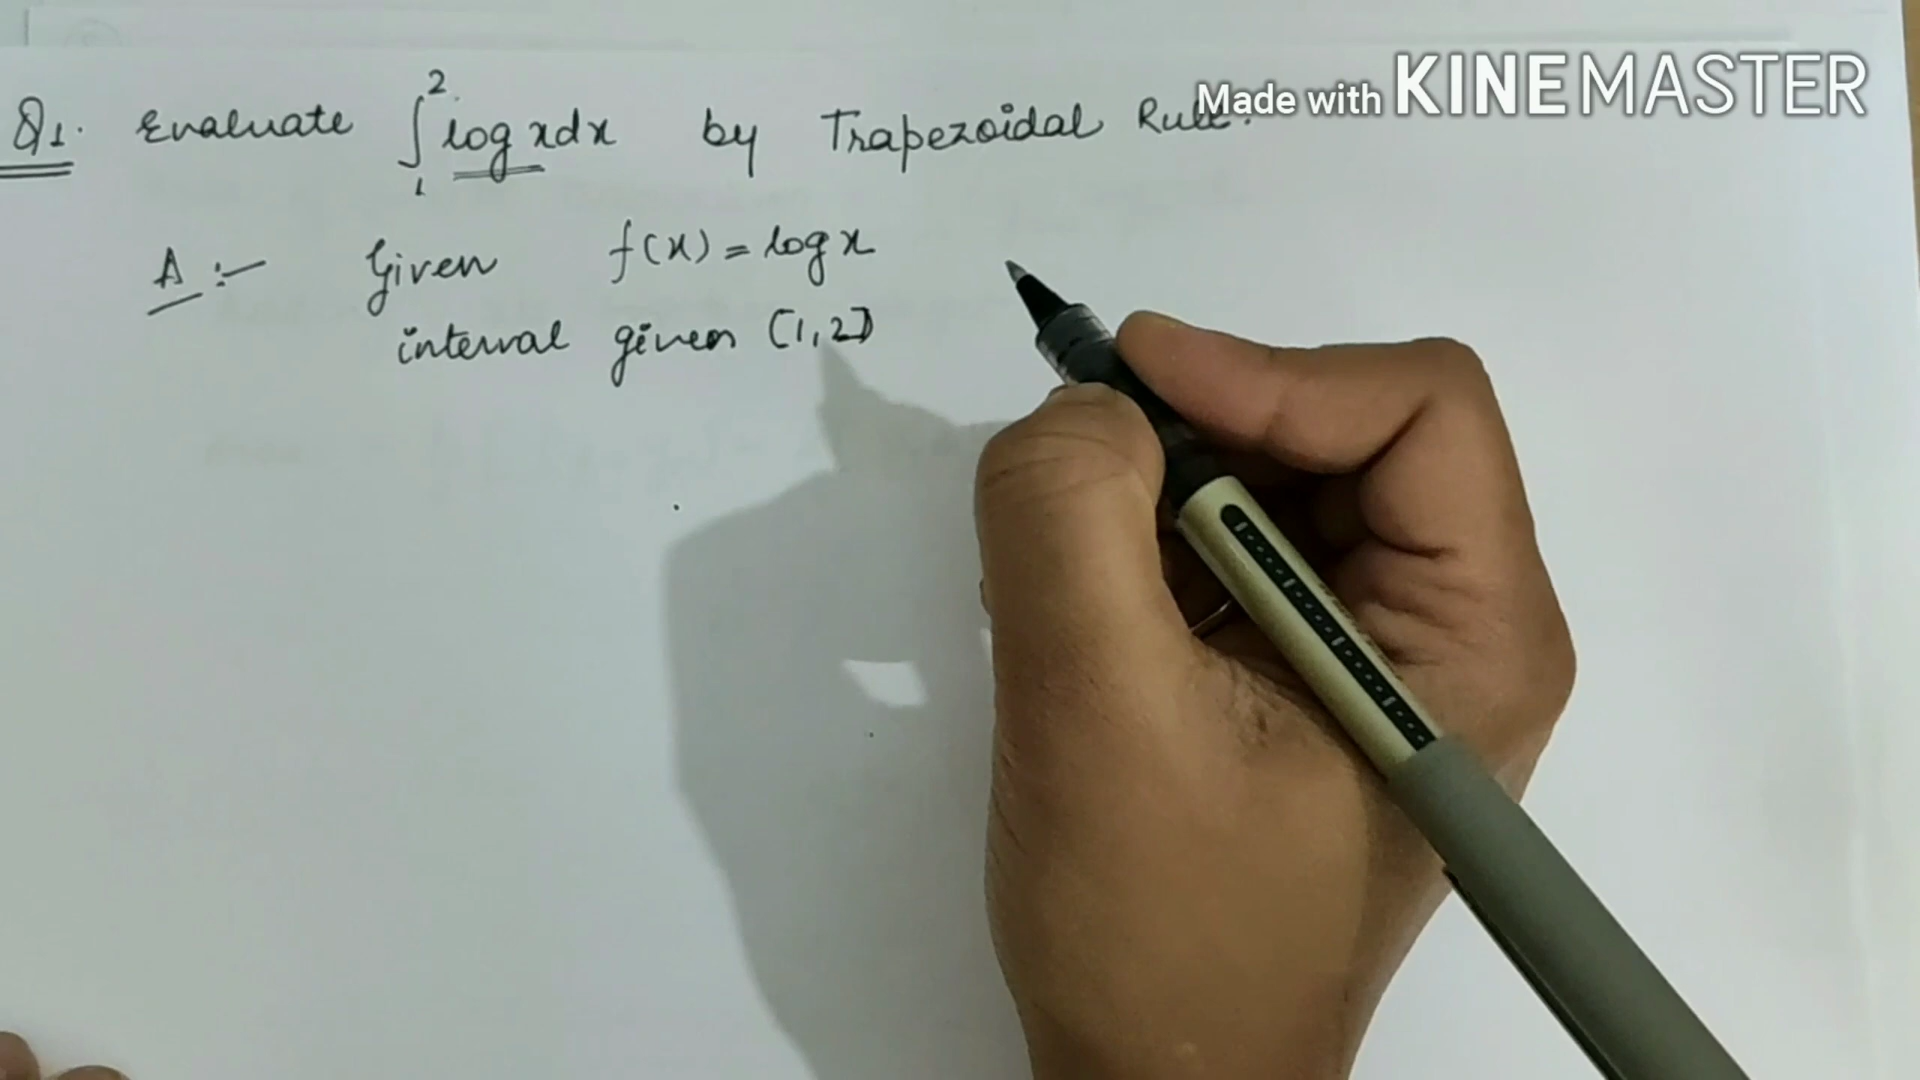 Q1. Evaluate ∫₁² log x dx by Trapezoidal Rule.
Made with KINEMASTER
A :- Given f(x) = log x
interval given [1,2]